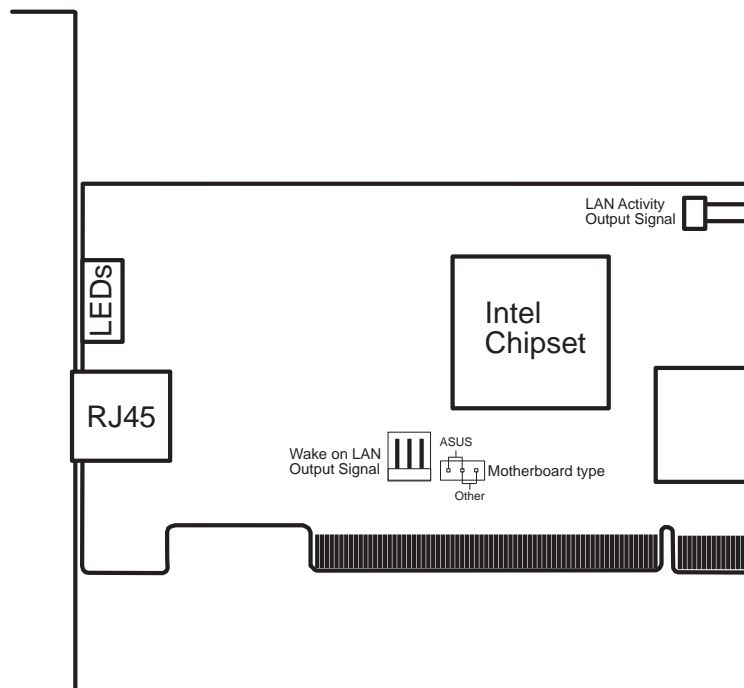 LAN Activity
Output Signal
LEDs
Intel
Chipset
RJ45
Wake on LAN
Output Signal
ASUS
Motherboard type
Other